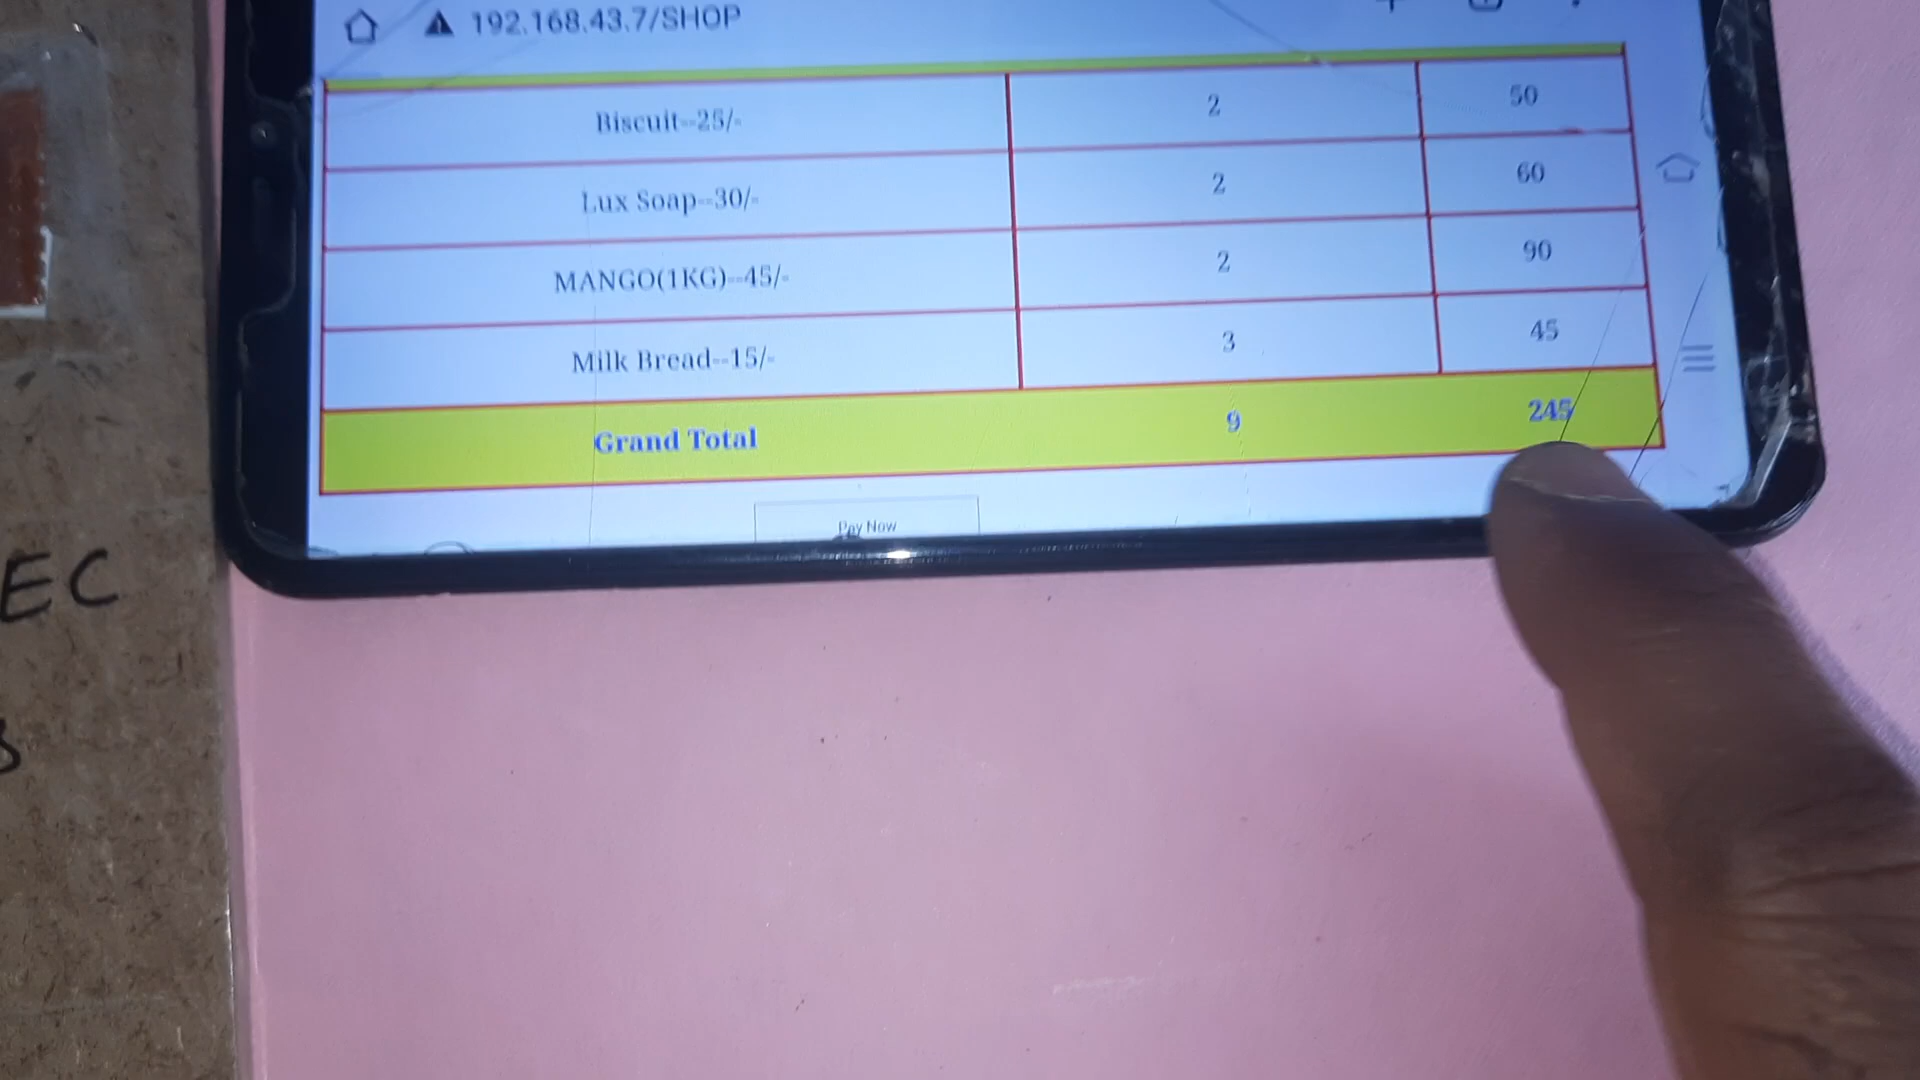 192.168.43.7/SHOP
Biscuit--25/- 2 50
Lux Soap--30/- 2 60
MANGO(1KG)--45/- 2 90
Milk Bread--15/- 3 45
Grand Total 9 245
Pay Now
EC